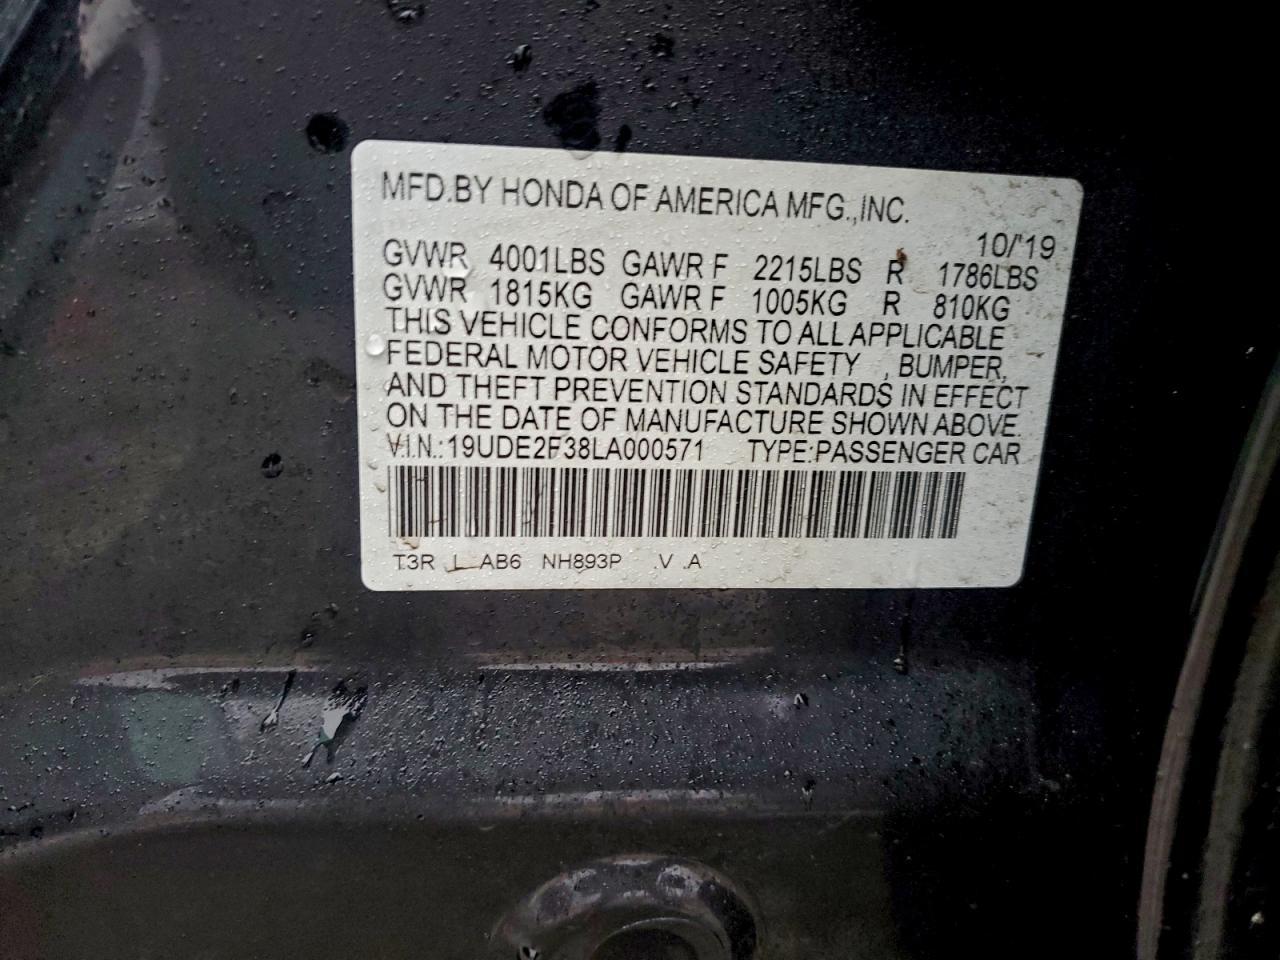 MFD.BY HONDA OF AMERICA MFG.,INC.
10/'19
GVWR 4001LBS GAWR F 2215LBS R 1786LBS
GVWR 1815KG GAWR F 1005KG R 810KG
THIS VEHICLE CONFORMS TO ALL APPLICABLE
FEDERAL MOTOR VEHICLE SAFETY , BUMPER,
AND THEFT PREVENTION STANDARDS IN EFFECT
ON THE DATE OF MANUFACTURE SHOWN ABOVE.
V.I.N.:19UDE2F38LA000571 TYPE:PASSENGER CAR
T3R L AB6 NH893P .V .A